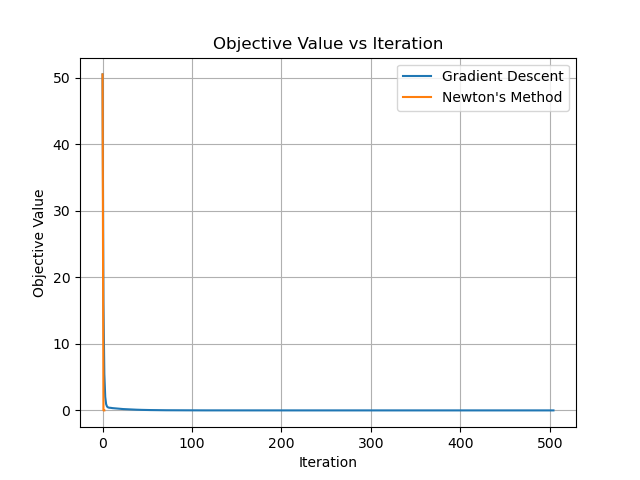 Objective Value vs Iteration
Gradient Descent
Newton's Method
50
40
30
20
10
0
Objective Value
0 100 200 300 400 500
Iteration